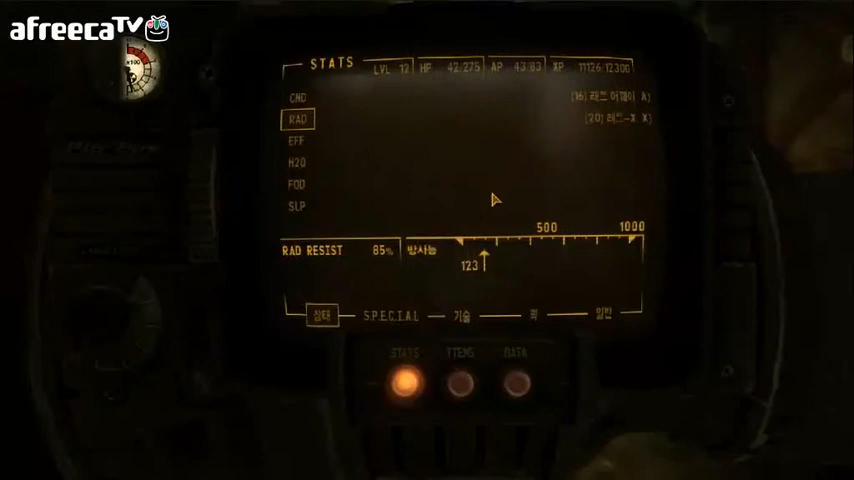 afreecaTV
x100
STATS LVL 12 HP 42/275 AP 43/83 XP 11126/12300
CND
(16) 래드 어웨이 A)
RAD
(20) 래드-X X)
EFF
H2O
FOD
SLP
500 1000
RAD RESIST 85% 방사능
123
상태 S.P.E.C.I.A.L 기술 퍽 일반
STATS ITEMS DATA